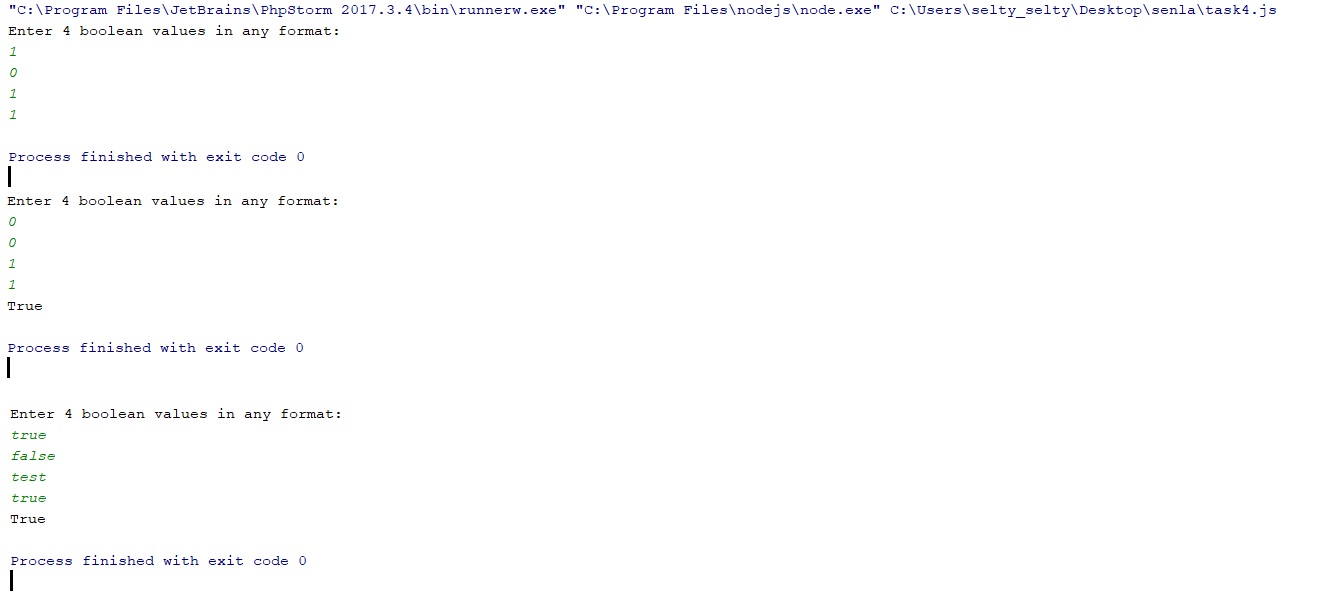 "C:\Program Files\JetBrains\PhpStorm 2017.3.4\bin\runnerw.exe" "C:\Program Files\nodejs\node.exe" C:\Users\selty_selty\Desktop\senla\task4.js
Enter 4 boolean values in any format:
1
0
1
1
Process finished with exit code 0
Enter 4 boolean values in any format:
0
0
1
1
True
Process finished with exit code 0
Enter 4 boolean values in any format:
true
false
test
true
True
Process finished with exit code 0